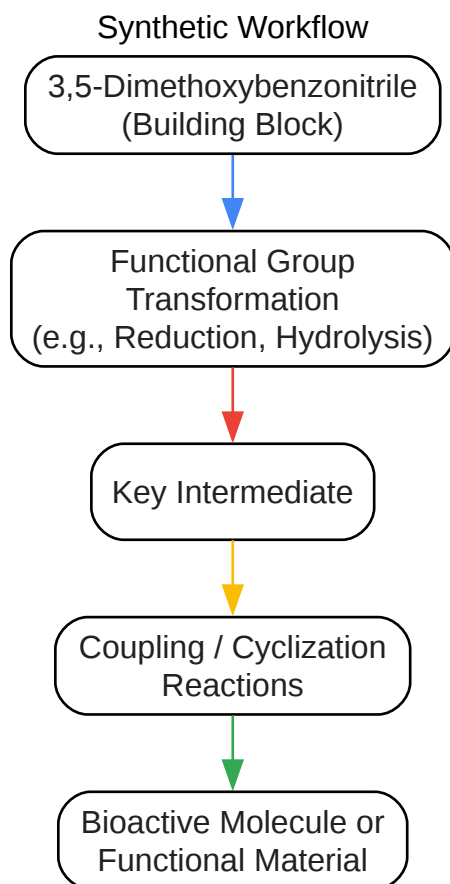 Synthetic Workflow
3,5-Dimethoxybenzonitrile
(Building Block)
Functional Group
Transformation
(e.g., Reduction, Hydrolysis)
Key Intermediate
Coupling / Cyclization
Reactions
Bioactive Molecule or
Functional Material